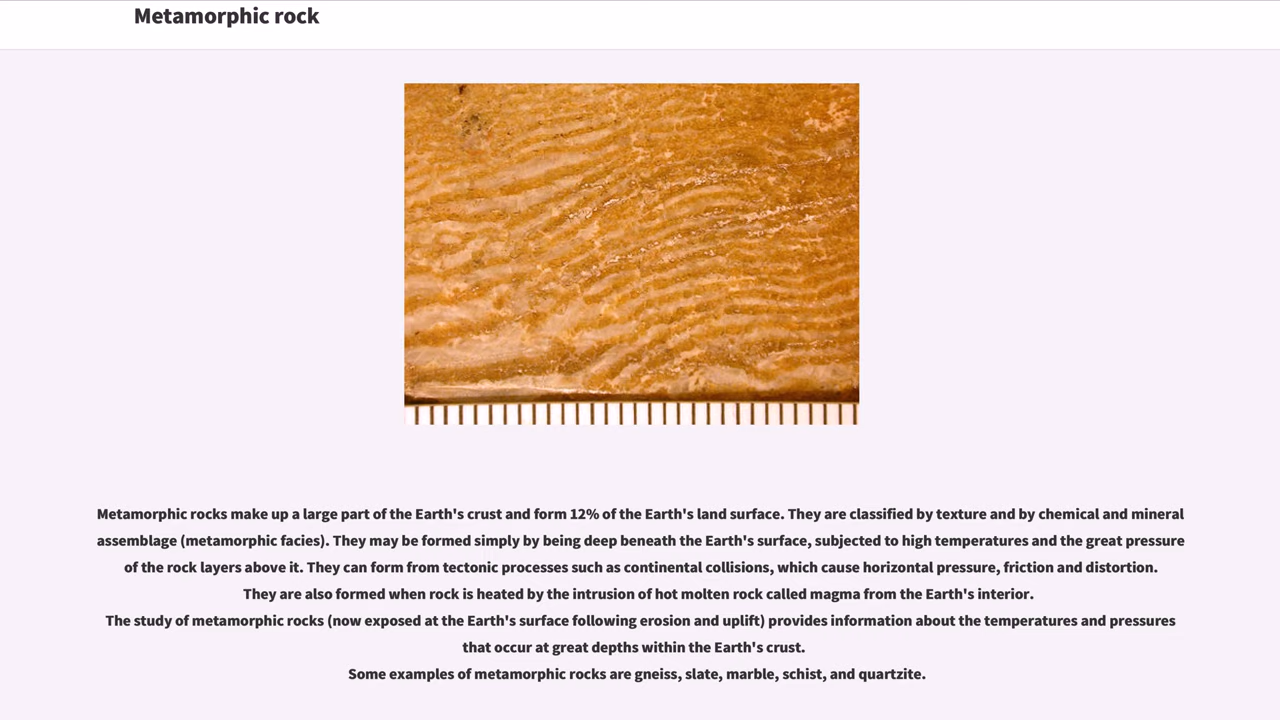 Metamorphic rock
Metamorphic rocks make up a large part of the Earth's crust and form 12% of the Earth's land surface. They are classified by texture and by chemical and mineral
assemblage (metamorphic facies). They may be formed simply by being deep beneath the Earth's surface, subjected to high temperatures and the great pressure
of the rock layers above it. They can form from tectonic processes such as continental collisions, which cause horizontal pressure, friction and distortion.
They are also formed when rock is heated by the intrusion of hot molten rock called magma from the Earth's interior.
The study of metamorphic rocks (now exposed at the Earth's surface following erosion and uplift) provides information about the temperatures and pressures
that occur at great depths within the Earth's crust.
Some examples of metamorphic rocks are gneiss, slate, marble, schist, and quartzite.